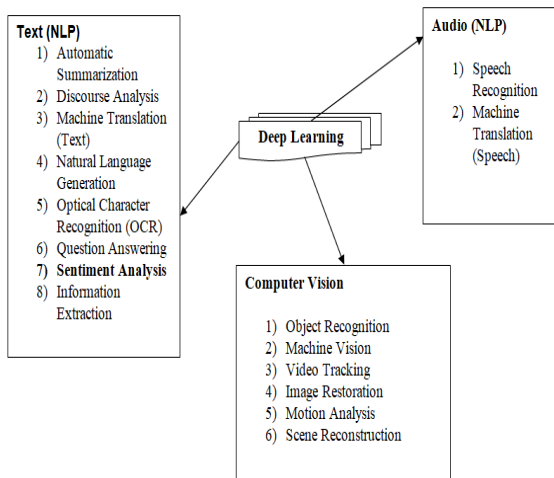 Text (NLP)
1) Automatic
Summarization
2) Discourse Analysis
3) Machine Translation
(Text)
4) Natural Language
Generation
5) Optical Character
Recognition (OCR)
6) Question Answering
7) Sentiment Analysis
8) Information
Extraction
Deep Learning
Audio (NLP)
1) Speech
Recognition
2) Machine
Translation
(Speech)
Computer Vision
1) Object Recognition
2) Machine Vision
3) Video Tracking
4) Image Restoration
5) Motion Analysis
6) Scene Reconstruction